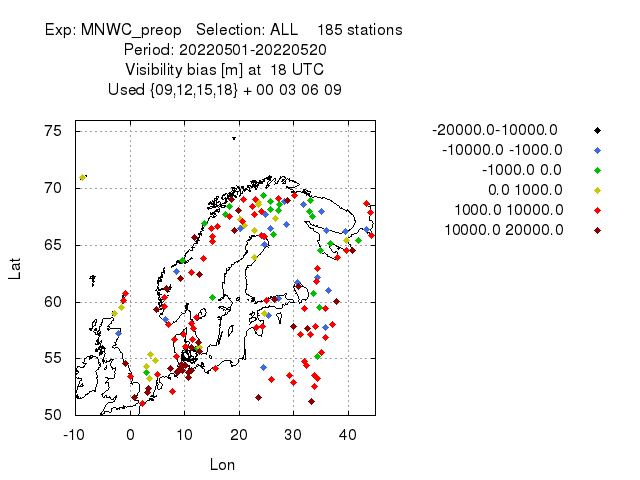 Exp: MNWC_preop Selection: ALL 185 stations
Period: 20220501-20220520
Visibility bias [m] at 18 UTC
Used {09,12,15,18} + 00 03 06 09
-20000.0-10000.0
-10000.0 -1000.0
-1000.0 0.0
0.0 1000.0
1000.0 10000.0
10000.0 20000.0
75
70
65
60
55
50
Lat
-10 0 10 20 30 40
Lon